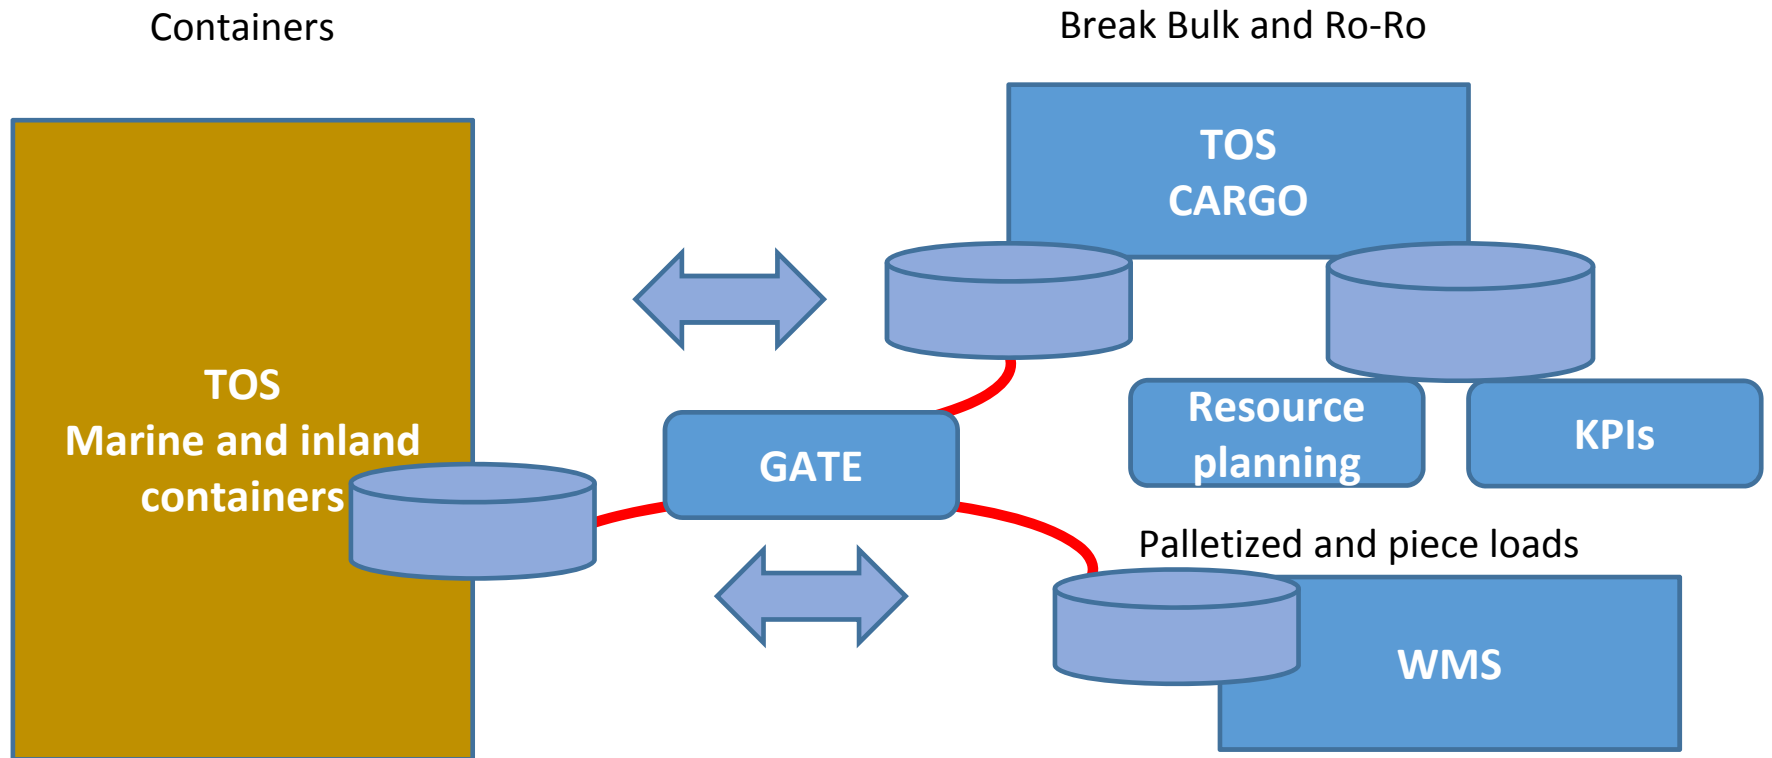 Containers
Break Bulk and Ro-Ro
TOS
CARGO
TOS
Marine and inland
containers
GATE
Resource
planning
KPIs
Palletized and piece loads
WMS